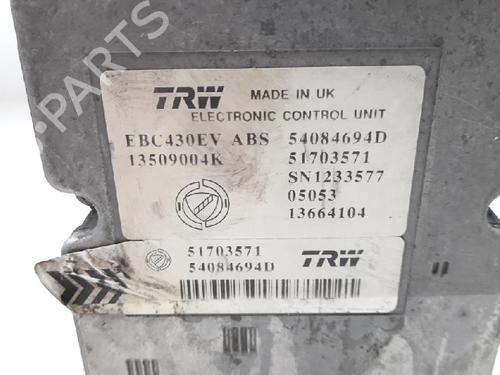 B-PARTS
TRW MADE IN UK
ELECTRONIC CONTROL UNIT
EBC430EV ABS 54084694D
13509004K 51703571
SN1233577
05053
13664104
51703571 TRW
54084694D